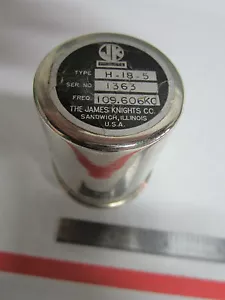 JK
TYPE H-18-5
SER. NO. 1363
FREQ. 109.606KC
THE JAMES KNIGHTS CO.
SANDWICH, ILLINOIS
U.S.A.